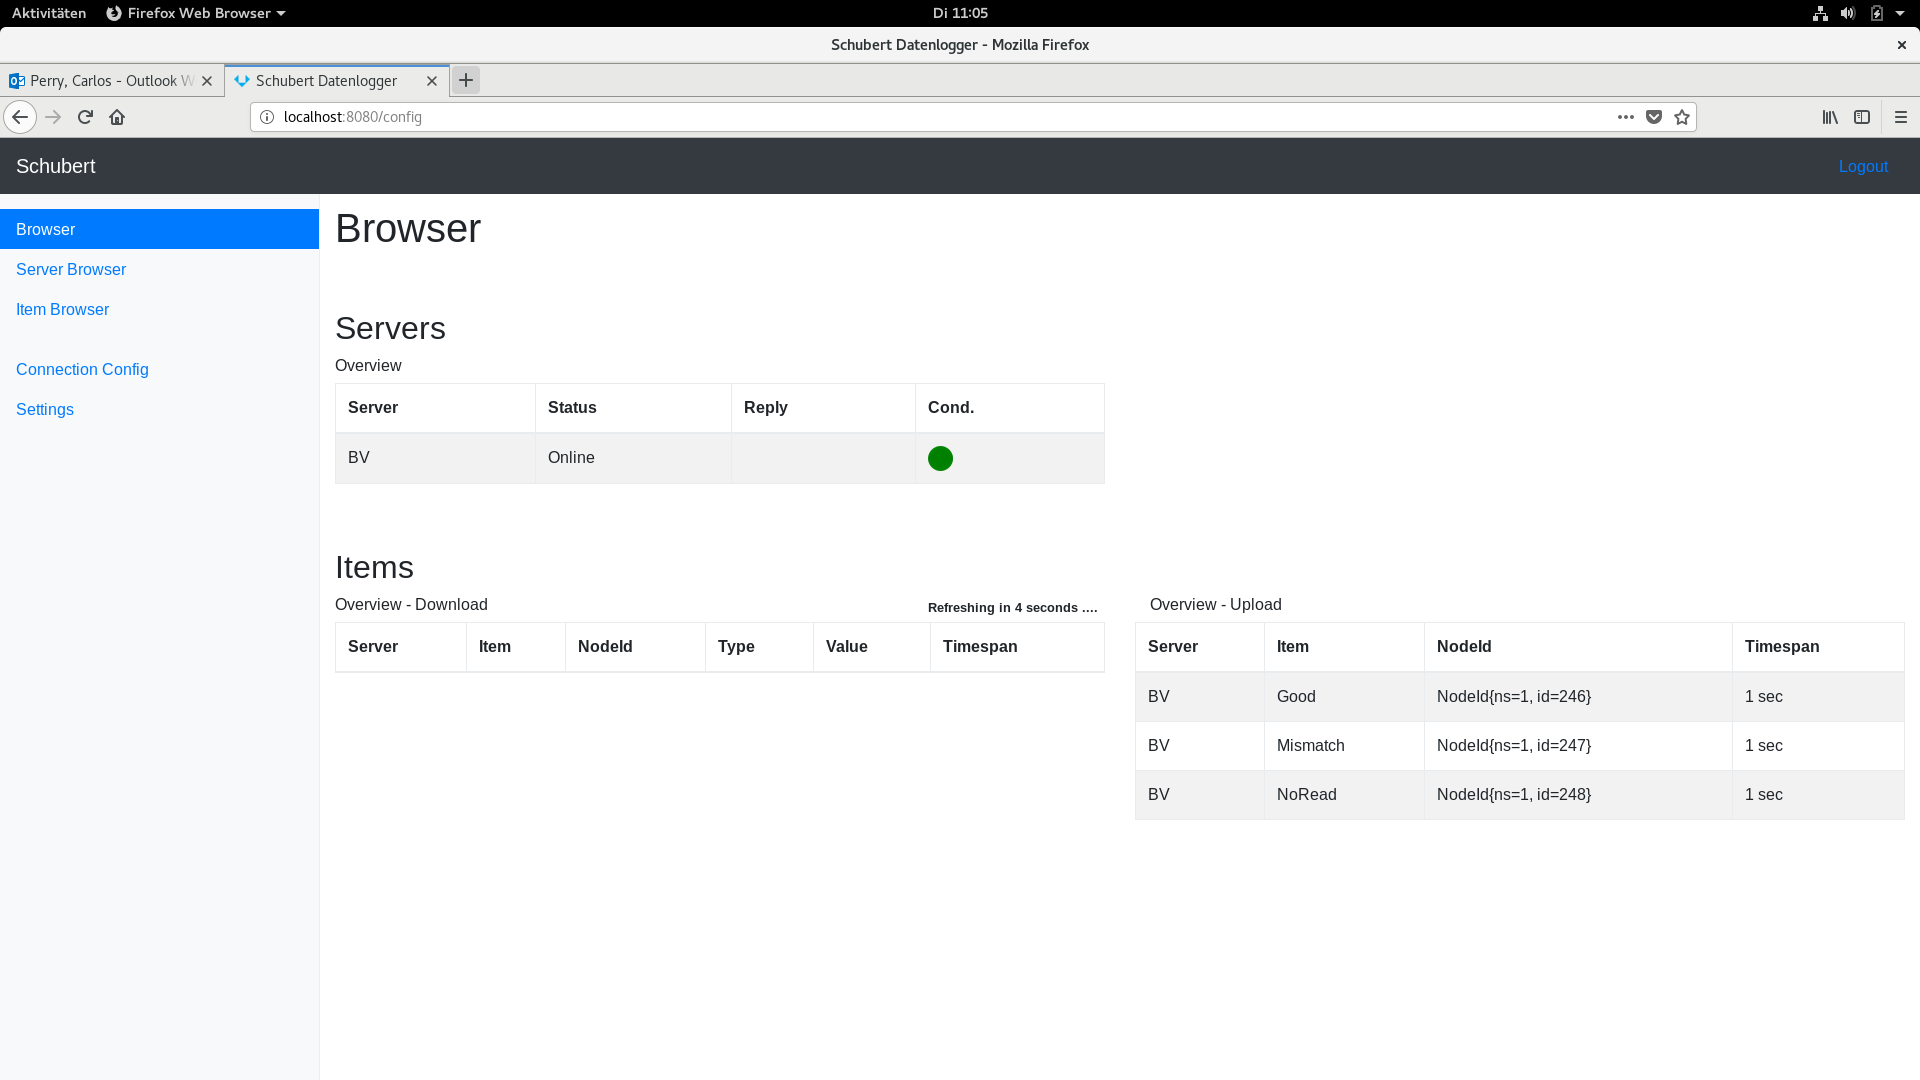 Aktivitäten Firefox Web Browser Di 11:05
Schubert Datenlogger - Mozilla Firefox
Perry, Carlos - Outlook W Schubert Datenlogger
localhost:8080/config
Schubert Logout
Browser
Server Browser
Item Browser
Connection Config
Settings
Browser
Servers
Overview
Server Status Reply Cond.
BV Online
Items
Overview - Download Refreshing in 4 seconds ....
Server Item NodeId Type Value Timespan
Overview - Upload
Server Item NodeId Timespan
BV Good NodeId{ns=1, id=246} 1 sec
BV Mismatch NodeId{ns=1, id=247} 1 sec
BV NoRead NodeId{ns=1, id=248} 1 sec